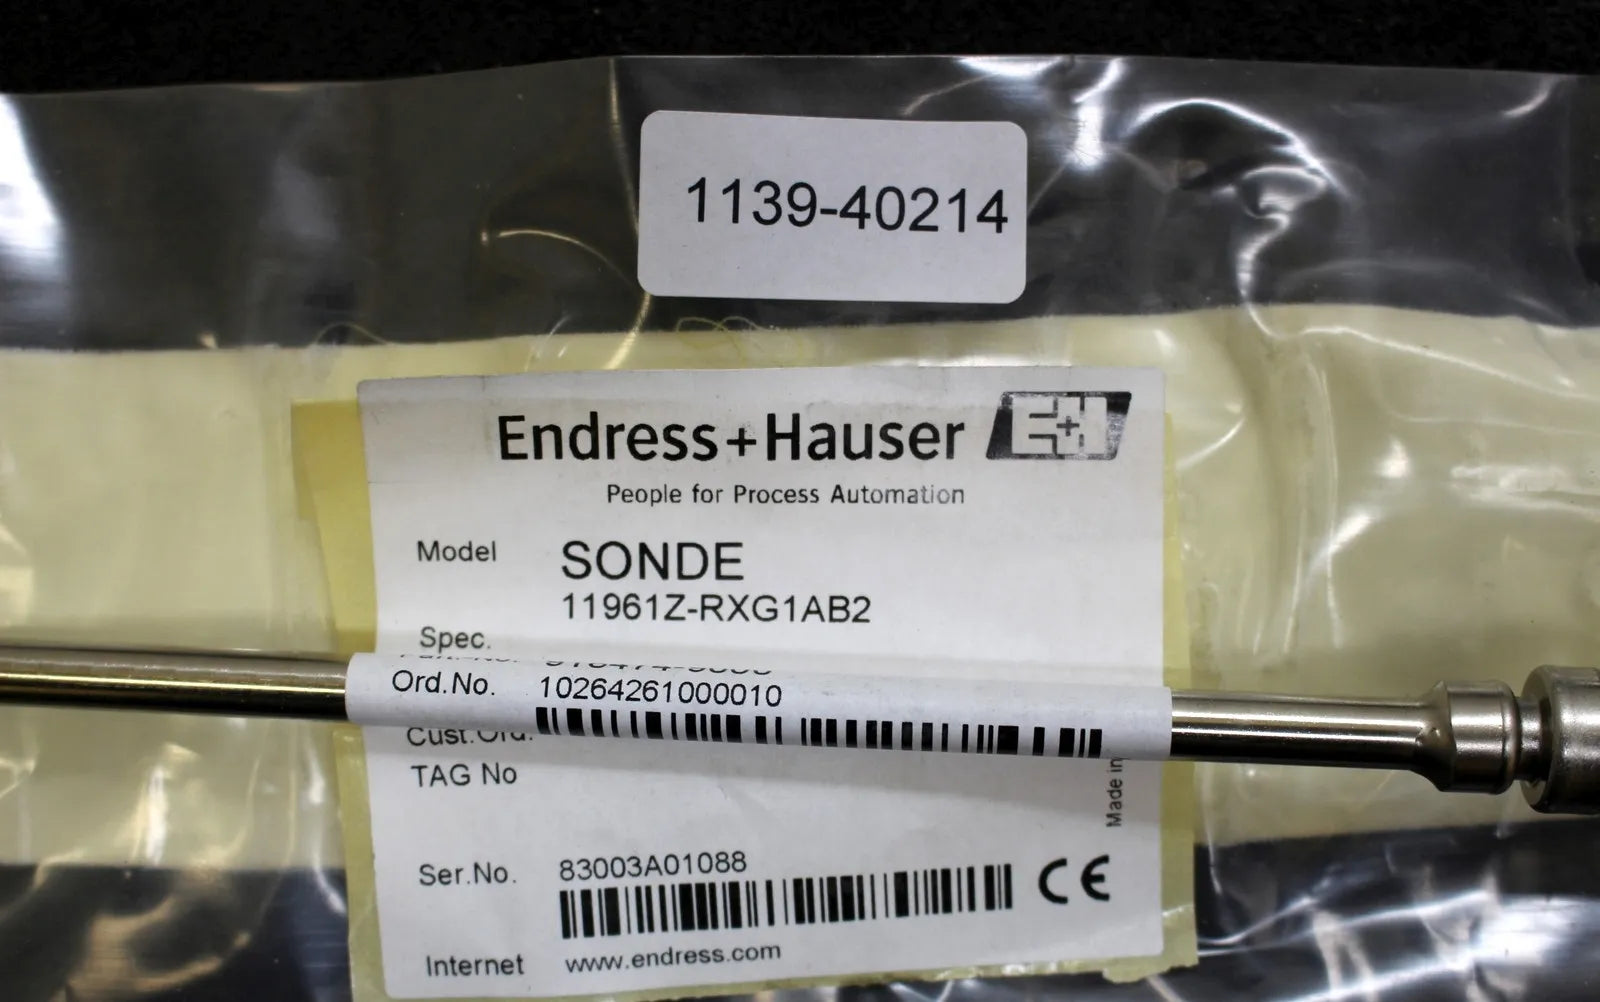 1139-40214
Endress+Hauser E+H
People for Process Automation
Model SONDE
11961Z-RXG1AB2
Spec.
Ord.No. 10264261000010
Cust.Ord.
TAG No
Made in
Ser.No. 83003A01088
CE
Internet www.endress.com